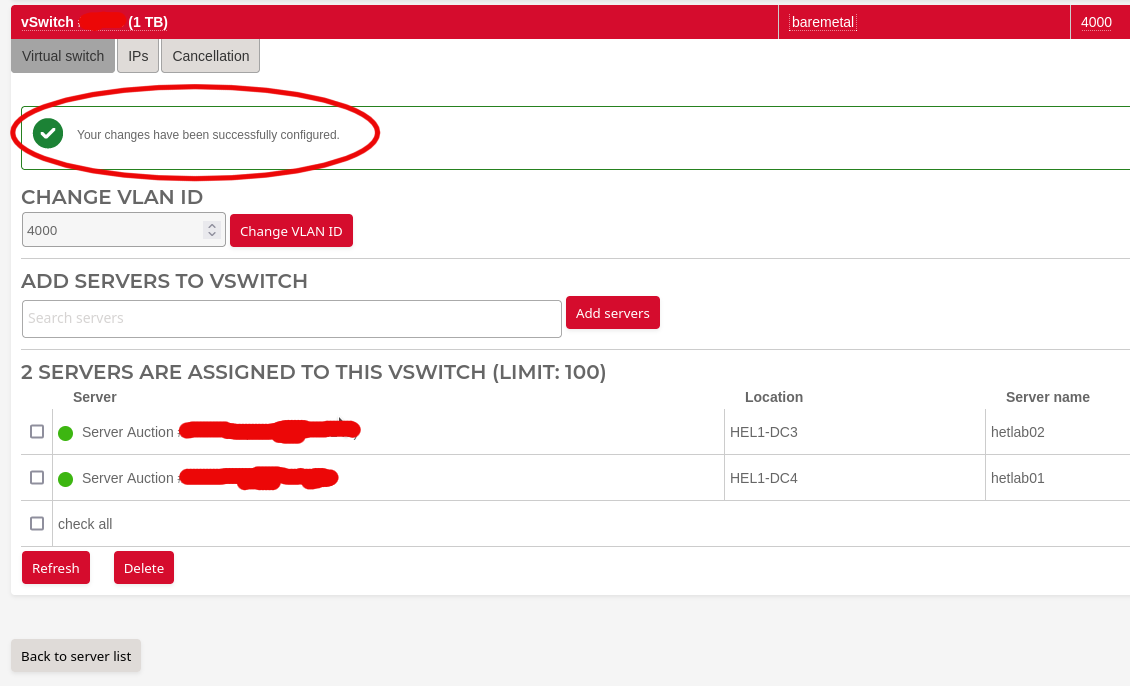 vSwitch (1 TB) baremetal 4000
Virtual switch IPs Cancellation
Your changes have been successfully configured.
CHANGE VLAN ID
4000 Change VLAN ID
ADD SERVERS TO VSWITCH
Search servers Add servers
2 SERVERS ARE ASSIGNED TO THIS VSWITCH (LIMIT: 100)
Server Location Server name
Server Auction HEL1-DC3 hetlab02
Server Auction HEL1-DC4 hetlab01
check all
Refresh Delete
Back to server list